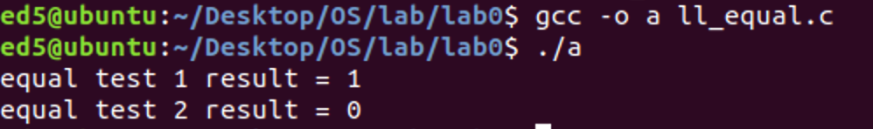 ed5@ubuntu:~/Desktop/OS/lab/lab0$ gcc -o a ll_equal.c
ed5@ubuntu:~/Desktop/OS/lab/lab0$ ./a
equal test 1 result = 1
equal test 2 result = 0